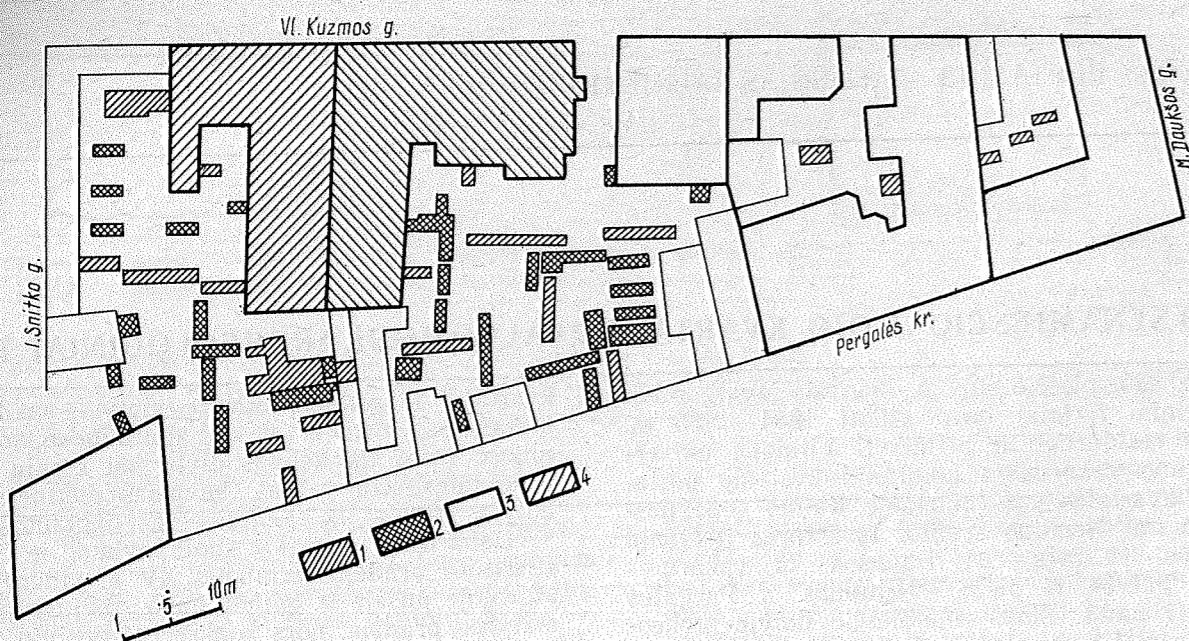 Vl. Kuzmos g.
I. Snitko g.
M. Daukšos g.
Pergalės kr.
1
2
3
4
1 5 10m